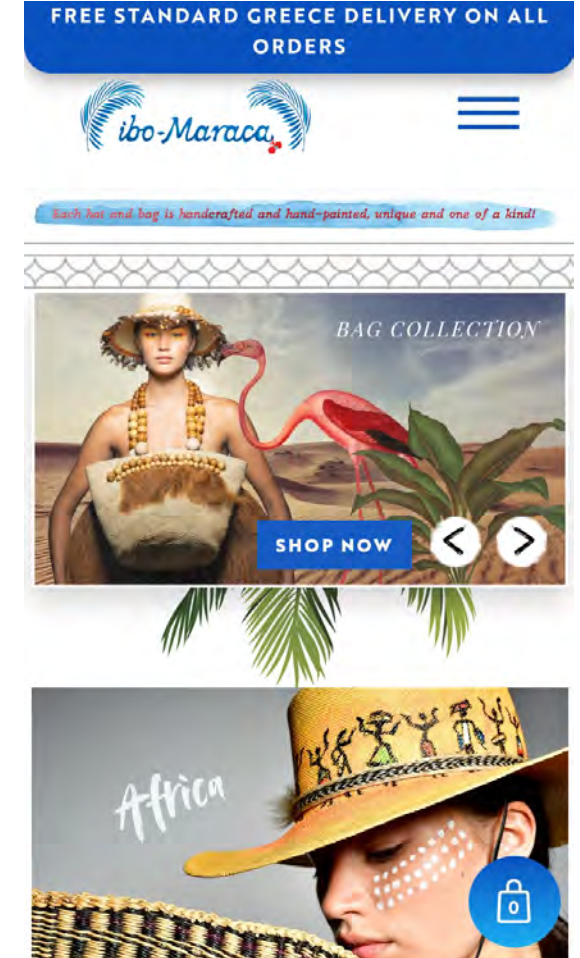 FREE STANDARD GREECE DELIVERY ON ALL
ORDERS
ibo-Maraca
Each hat and bag is handcrafted and hand-painted, unique and one of a kind!
BAG COLLECTION
SHOP NOW
Africa
0